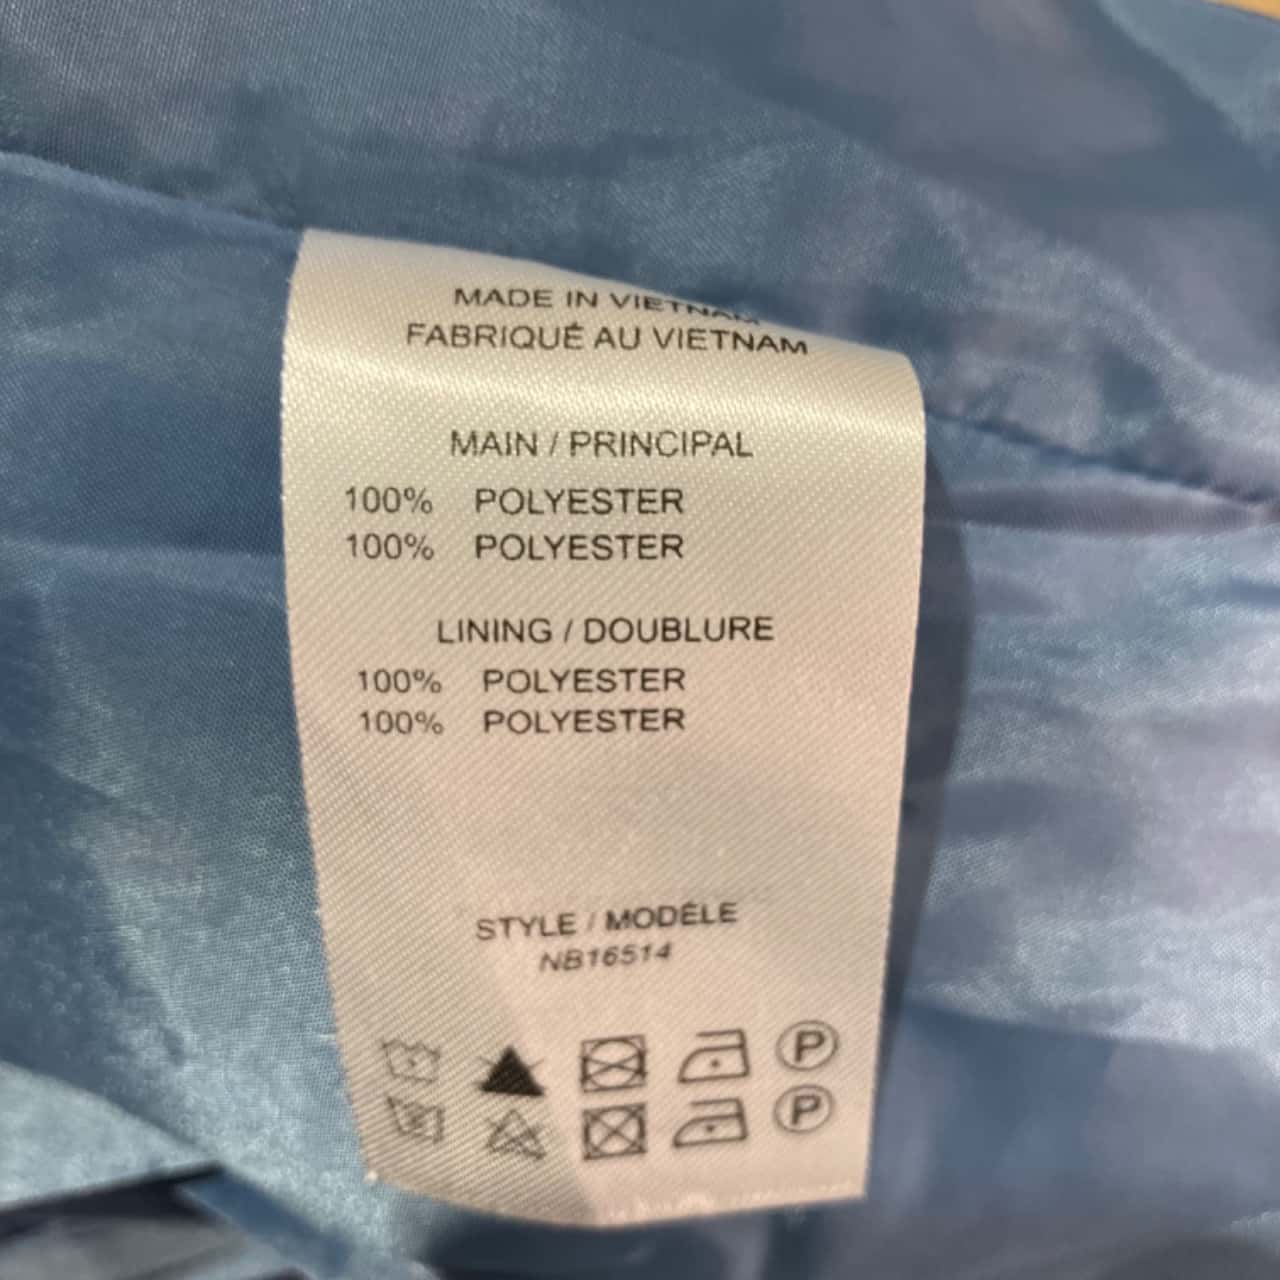 MADE IN VIETNAM
FABRIQUÉ AU VIETNAM
MAIN / PRINCIPAL
100% POLYESTER
100% POLYESTER
LINING / DOUBLURE
100% POLYESTER
100% POLYESTER
STYLE / MODÉLE
NB16514
P
P